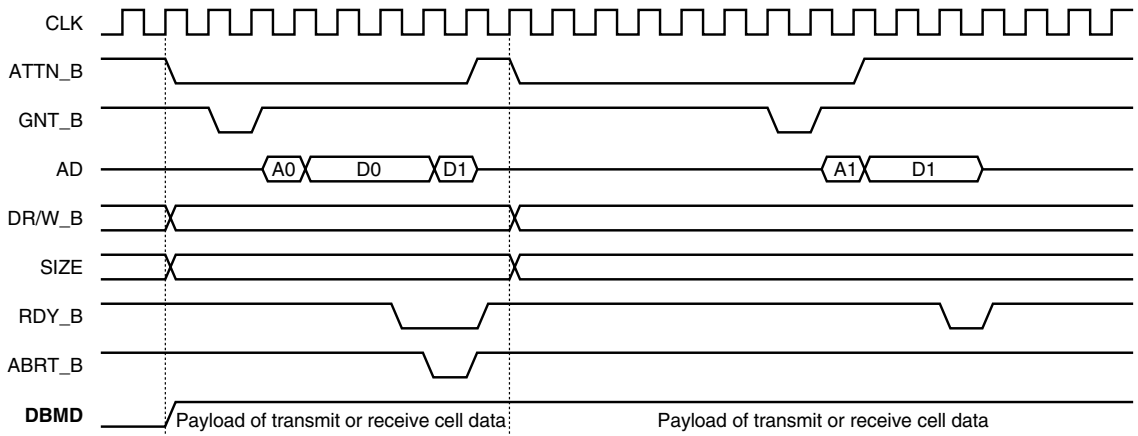 CLK
ATTN_B
GNT_B
AD A0 D0 D1 A1 D1
DR/W_B
SIZE
RDY_B
ABRT_B
DBMD Payload of transmit or receive cell data Payload of transmit or receive cell data